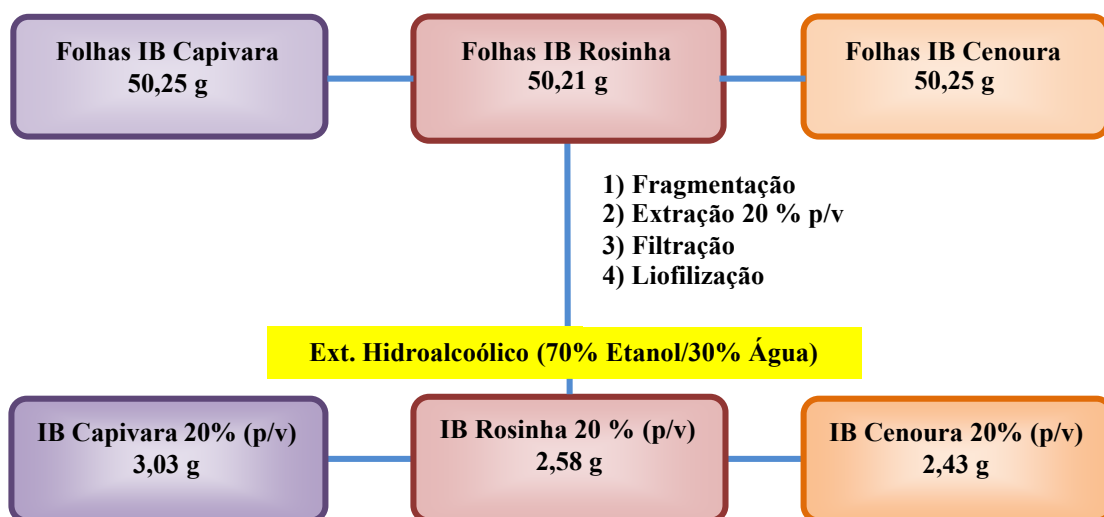 Folhas IB Capivara
50,25 g
Folhas IB Rosinha
50,21 g
Folhas IB Cenoura
50,25 g
1) Fragmentação
2) Extração 20 % p/v
3) Filtração
4) Liofilização
Ext. Hidroalcoólico (70% Etanol/30% Água)
IB Capivara 20% (p/v)
3,03 g
IB Rosinha 20 % (p/v)
2,58 g
IB Cenoura 20% (p/v)
2,43 g